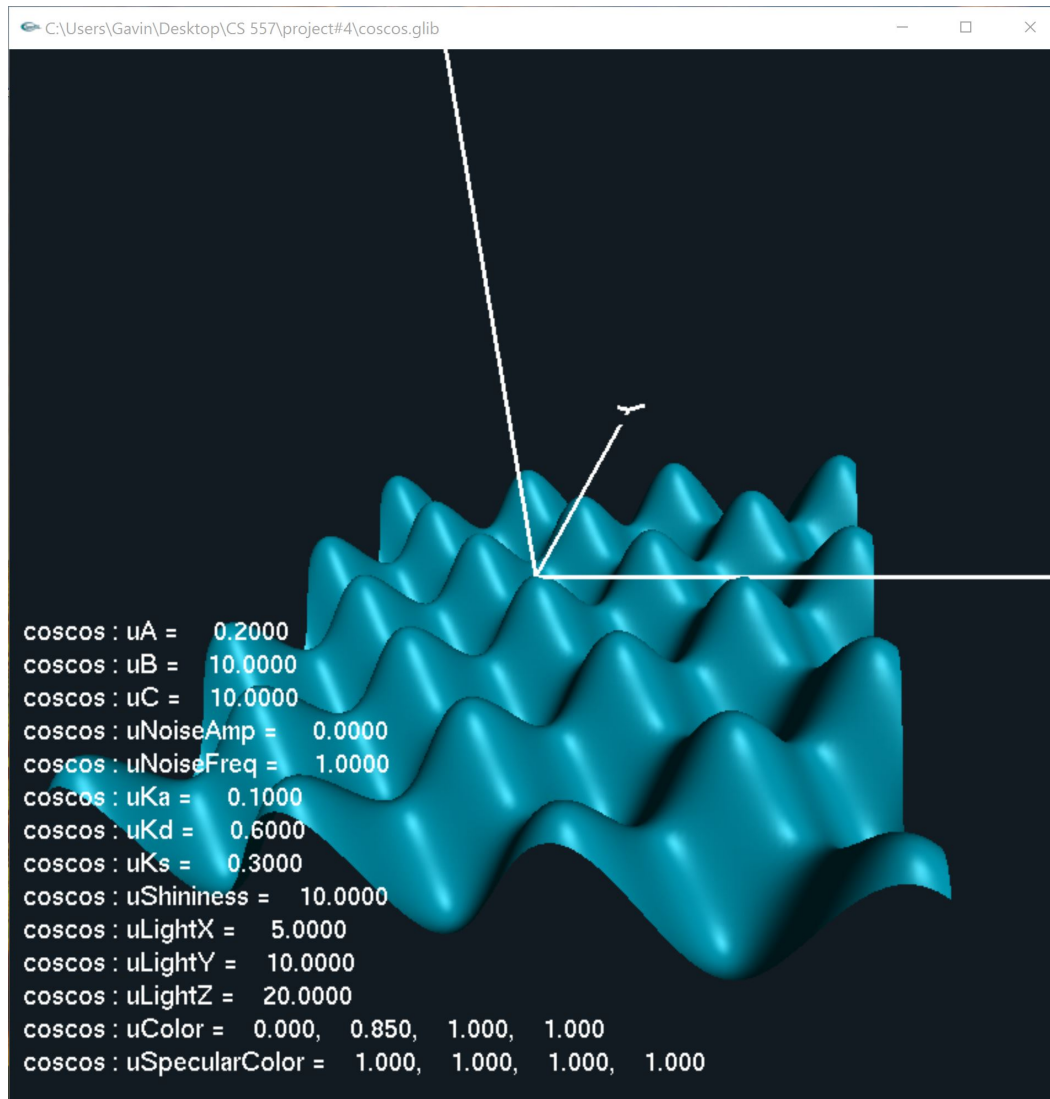 C:\Users\Gavin\Desktop\CS 557\project#4\coscos.glib
Y
coscos : uA = 0.2000
coscos : uB = 10.0000
coscos : uC = 10.0000
coscos : uNoiseAmp = 0.0000
coscos : uNoiseFreq = 1.0000
coscos : uKa = 0.1000
coscos : uKd = 0.6000
coscos : uKs = 0.3000
coscos : uShininess = 10.0000
coscos : uLightX = 5.0000
coscos : uLightY = 10.0000
coscos : uLightZ = 20.0000
coscos : uColor = 0.000, 0.850, 1.000, 1.000
coscos : uSpecularColor = 1.000, 1.000, 1.000, 1.000